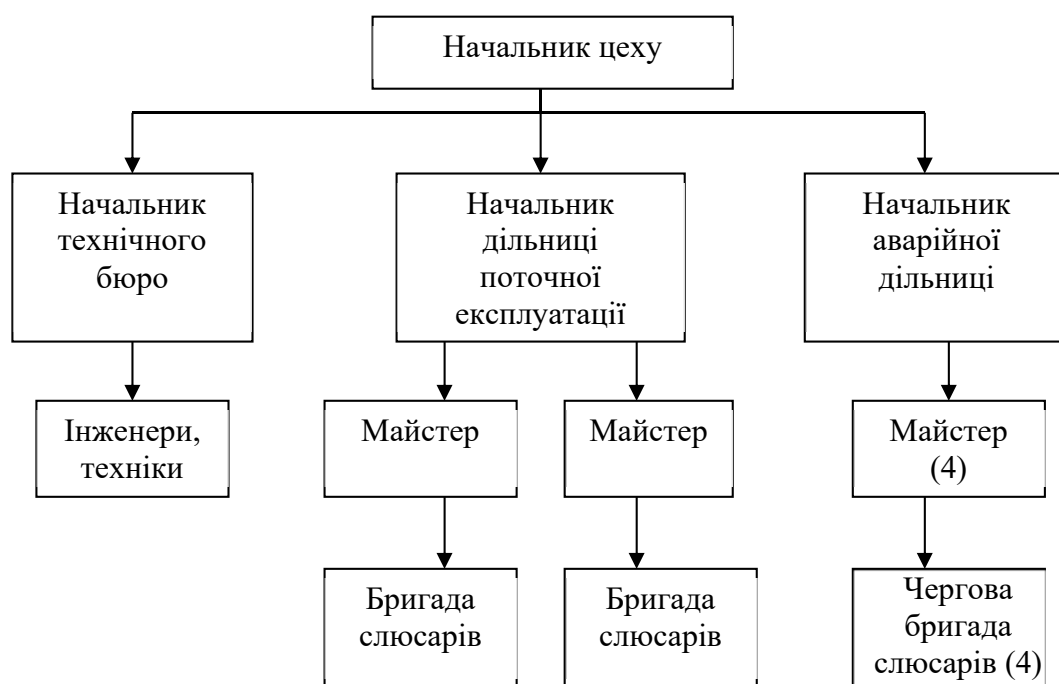 Начальник цеху
Начальник
технічного
бюро
Начальник
дільниці
поточної
експлуатації
Начальник
аварійної
дільниці
Інженери,
техніки
Майстер
Майстер
Майстер
(4)
Бригада
слюсарів
Бригада
слюсарів
Чергова
бригада
слюсарів (4)